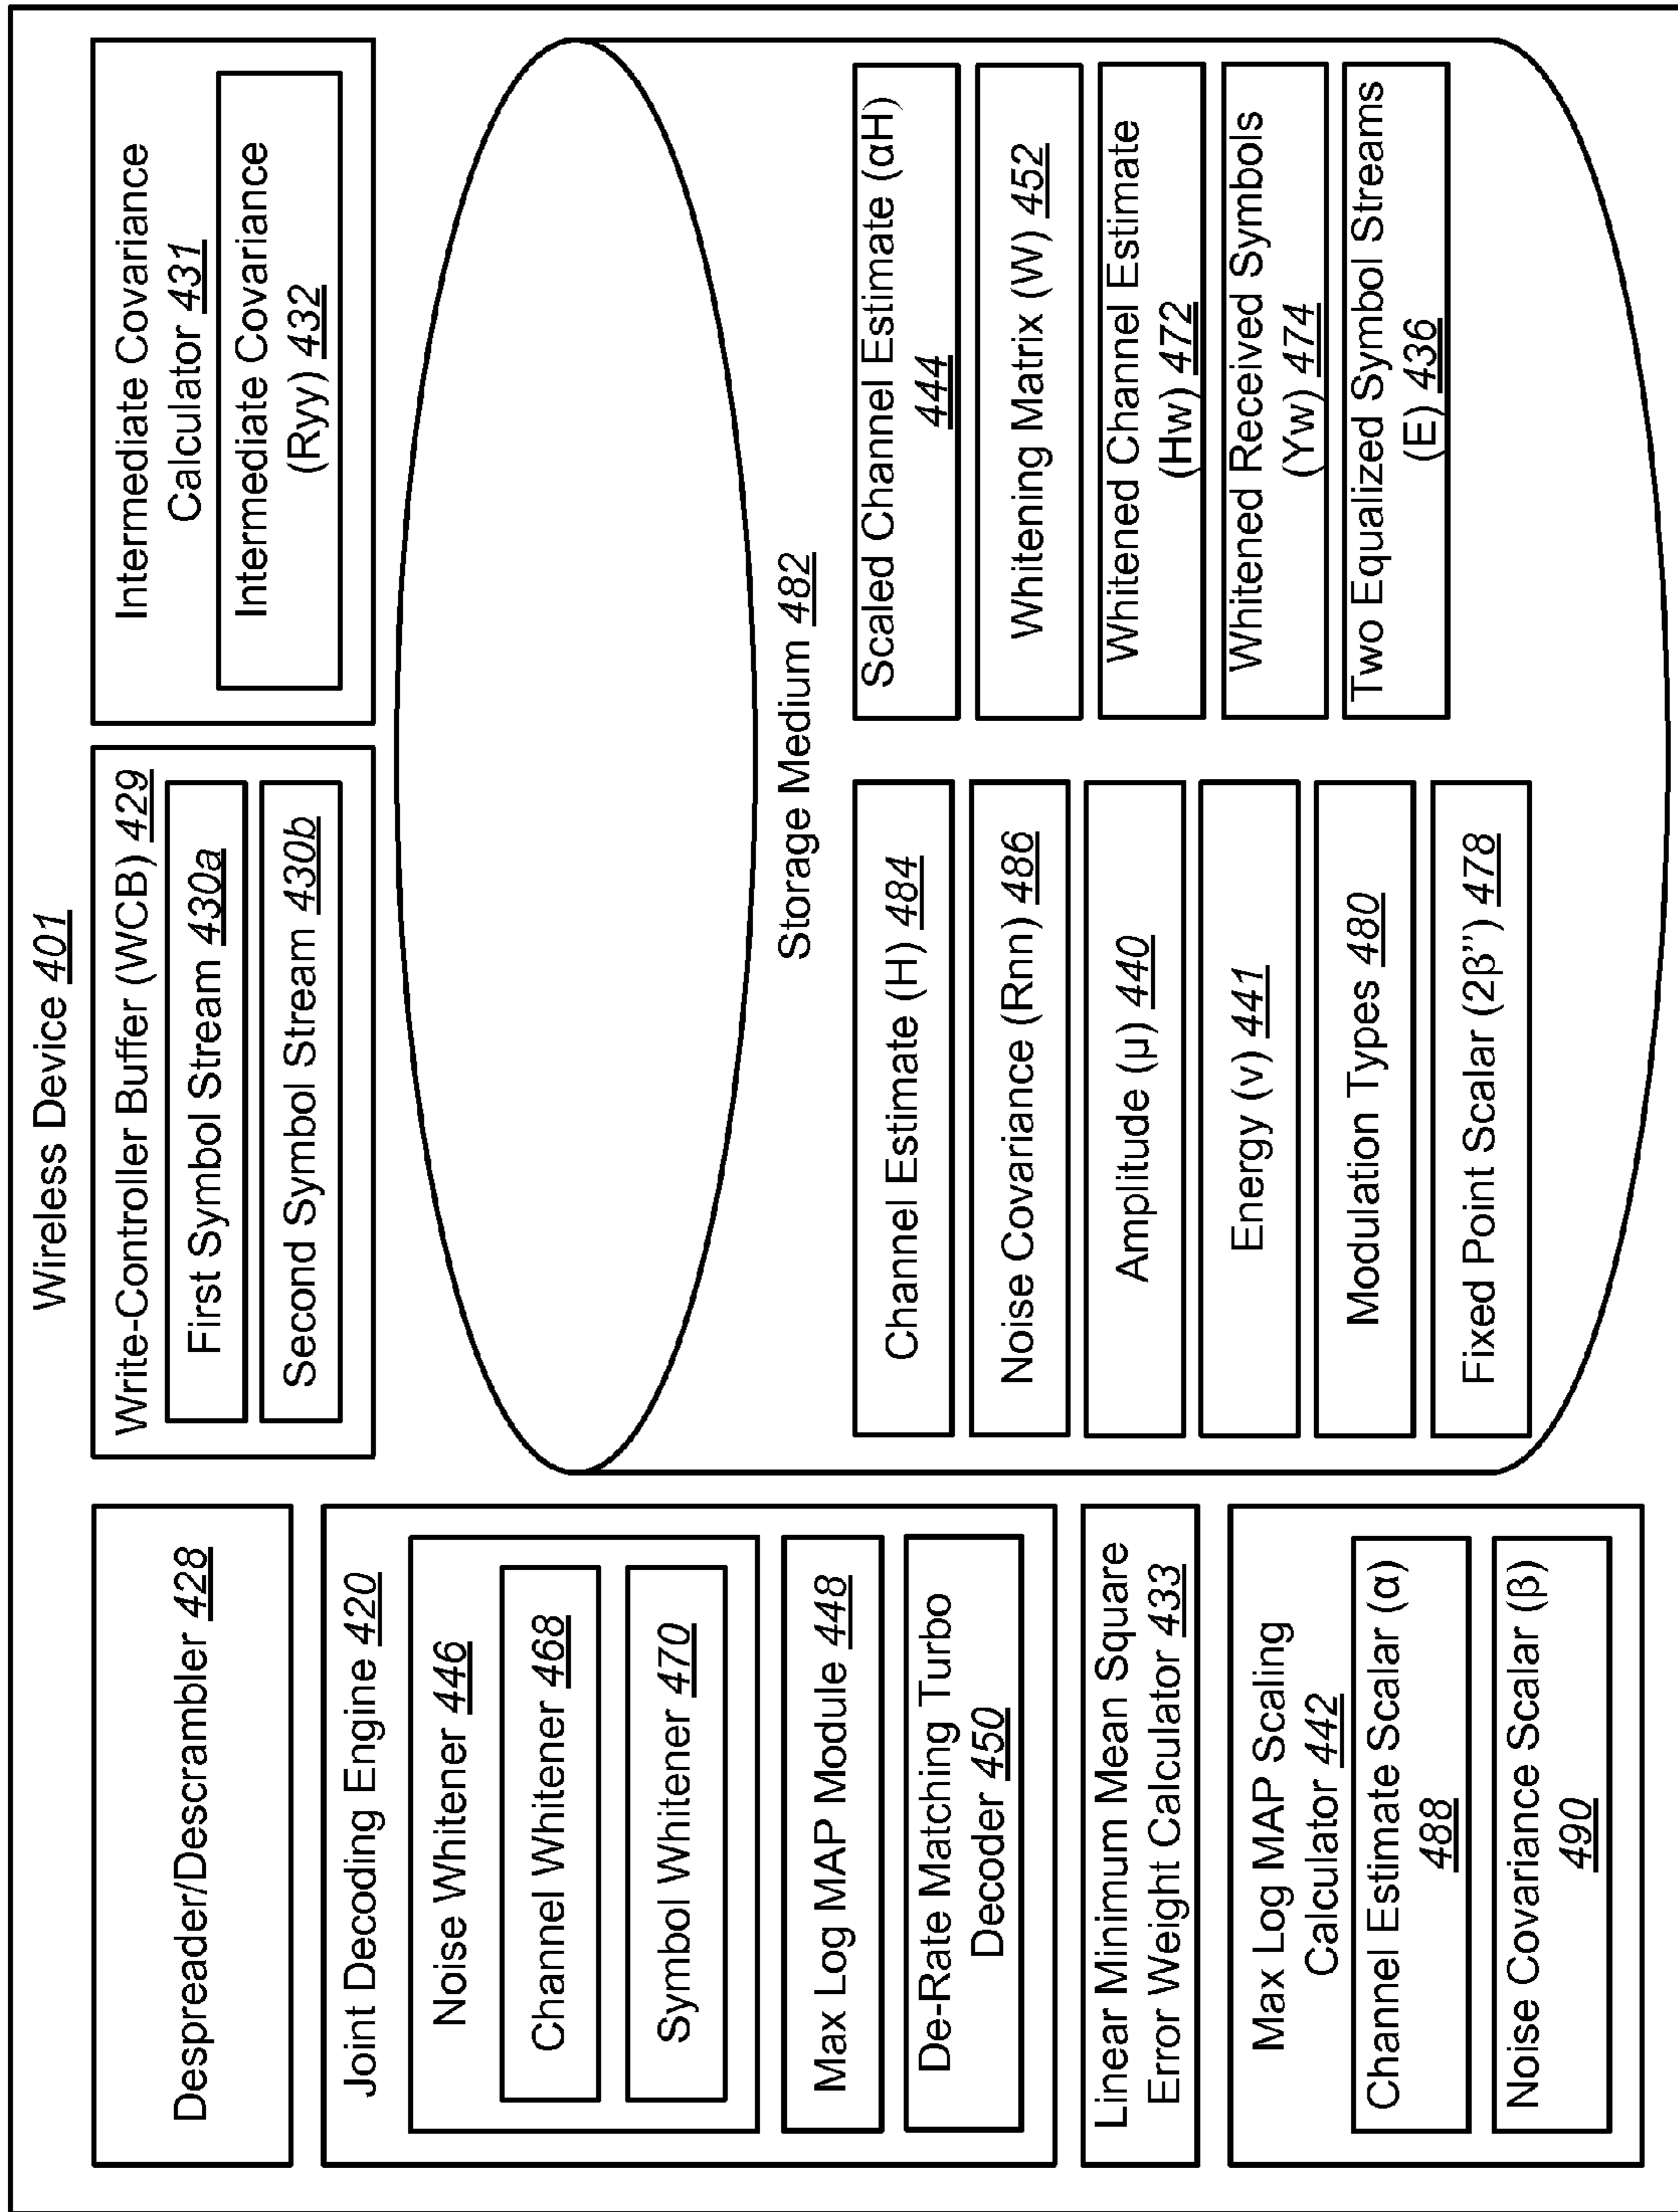 Wireless Device 401
Despreader/Descrambler 428
Joint Decoding Engine 420
Noise Whitener 446
Channel Whitener 468
Symbol Whitener 470
Max Log MAP Module 448
De-Rate Matching Turbo
Decoder 450
Linear Minimum Mean Square
Error Weight Calculator 433
Max Log MAP Scaling
Calculator 442
Channel Estimate Scalar (α)
488
Noise Covariance Scalar (β)
490
Write-Controller Buffer (WCB) 429
First Symbol Stream 430a
Second Symbol Stream 430b
Intermediate Covariance
Calculator 431
Intermediate Covariance
(Ryy) 432
Storage Medium 482
Channel Estimate (H) 484
Noise Covariance (Rnn) 486
Amplitude (μ) 440
Energy (v) 441
Modulation Types 480
Fixed Point Scalar (2β”) 478
Scaled Channel Estimate (αH)
444
Whitening Matrix (W) 452
Whitened Channel Estimate
(Hw) 472
Whitened Received Symbols
(Yw) 474
Two Equalized Symbol Streams
(E) 436